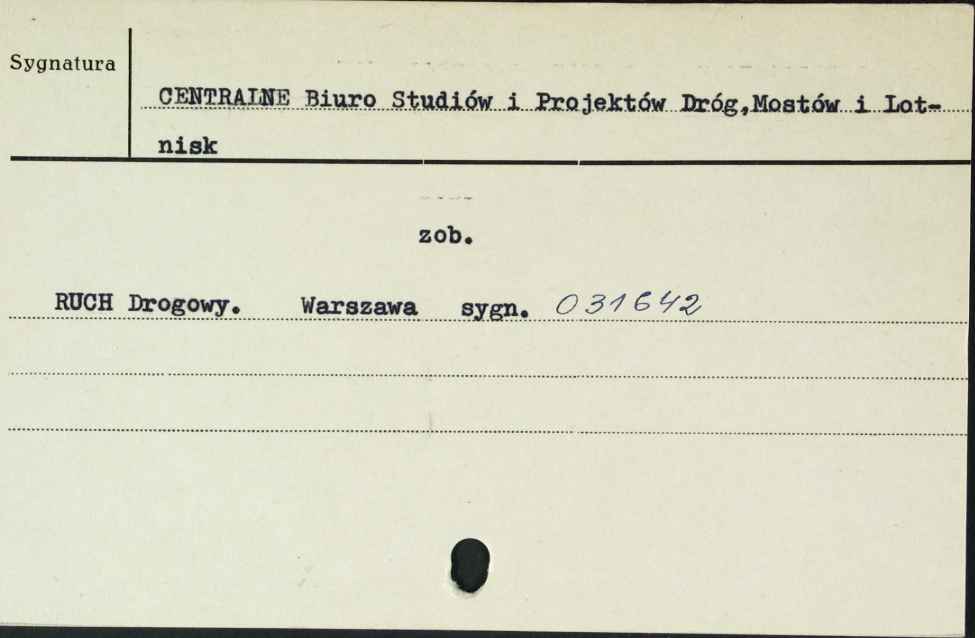 Sygnatura
CENTRALNE Biuro Studiów i Projektów Dróg,Mostów i Lot-
nisk
zob.
RUCH Drogowy. Warszawa sygn. 031642